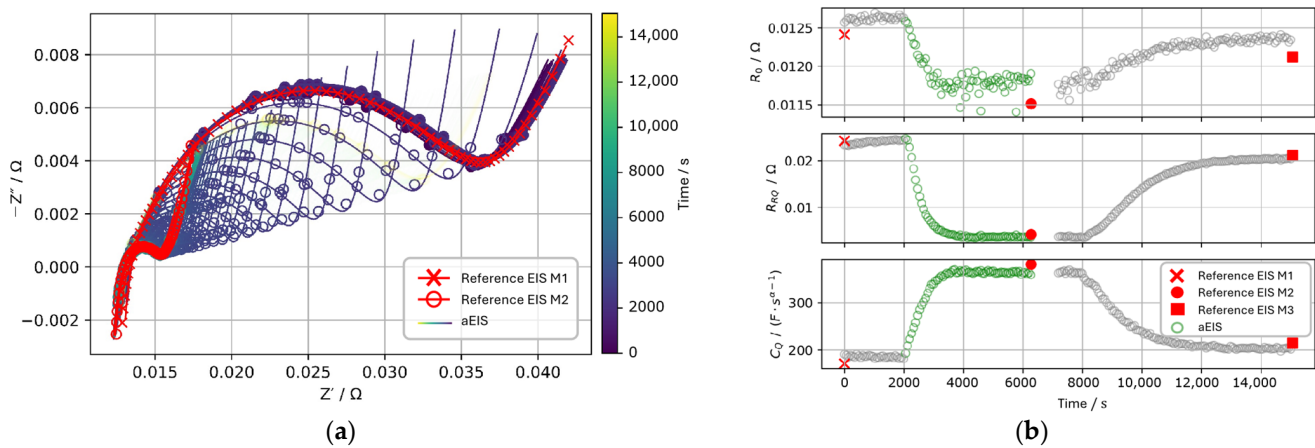 0.008
0.006
0.004
0.002
0.000
−0.002
−Z″ / Ω
0.015
0.020
0.025
0.030
0.035
0.040
Z′ / Ω
Reference EIS M1
Reference EIS M2
aEIS
14,000
12,000
10,000
8000
6000
4000
2000
0
Time / s
(a)
0.0125
0.0120
0.0115
R₀ / Ω
0.02
0.01
R_RQ / Ω
300
200
C_Q / (F · s^(α−1))
Reference EIS M1
Reference EIS M2
Reference EIS M3
aEIS
0
2000
4000
6000
8000
10,000
12,000
14,000
Time / s
(b)